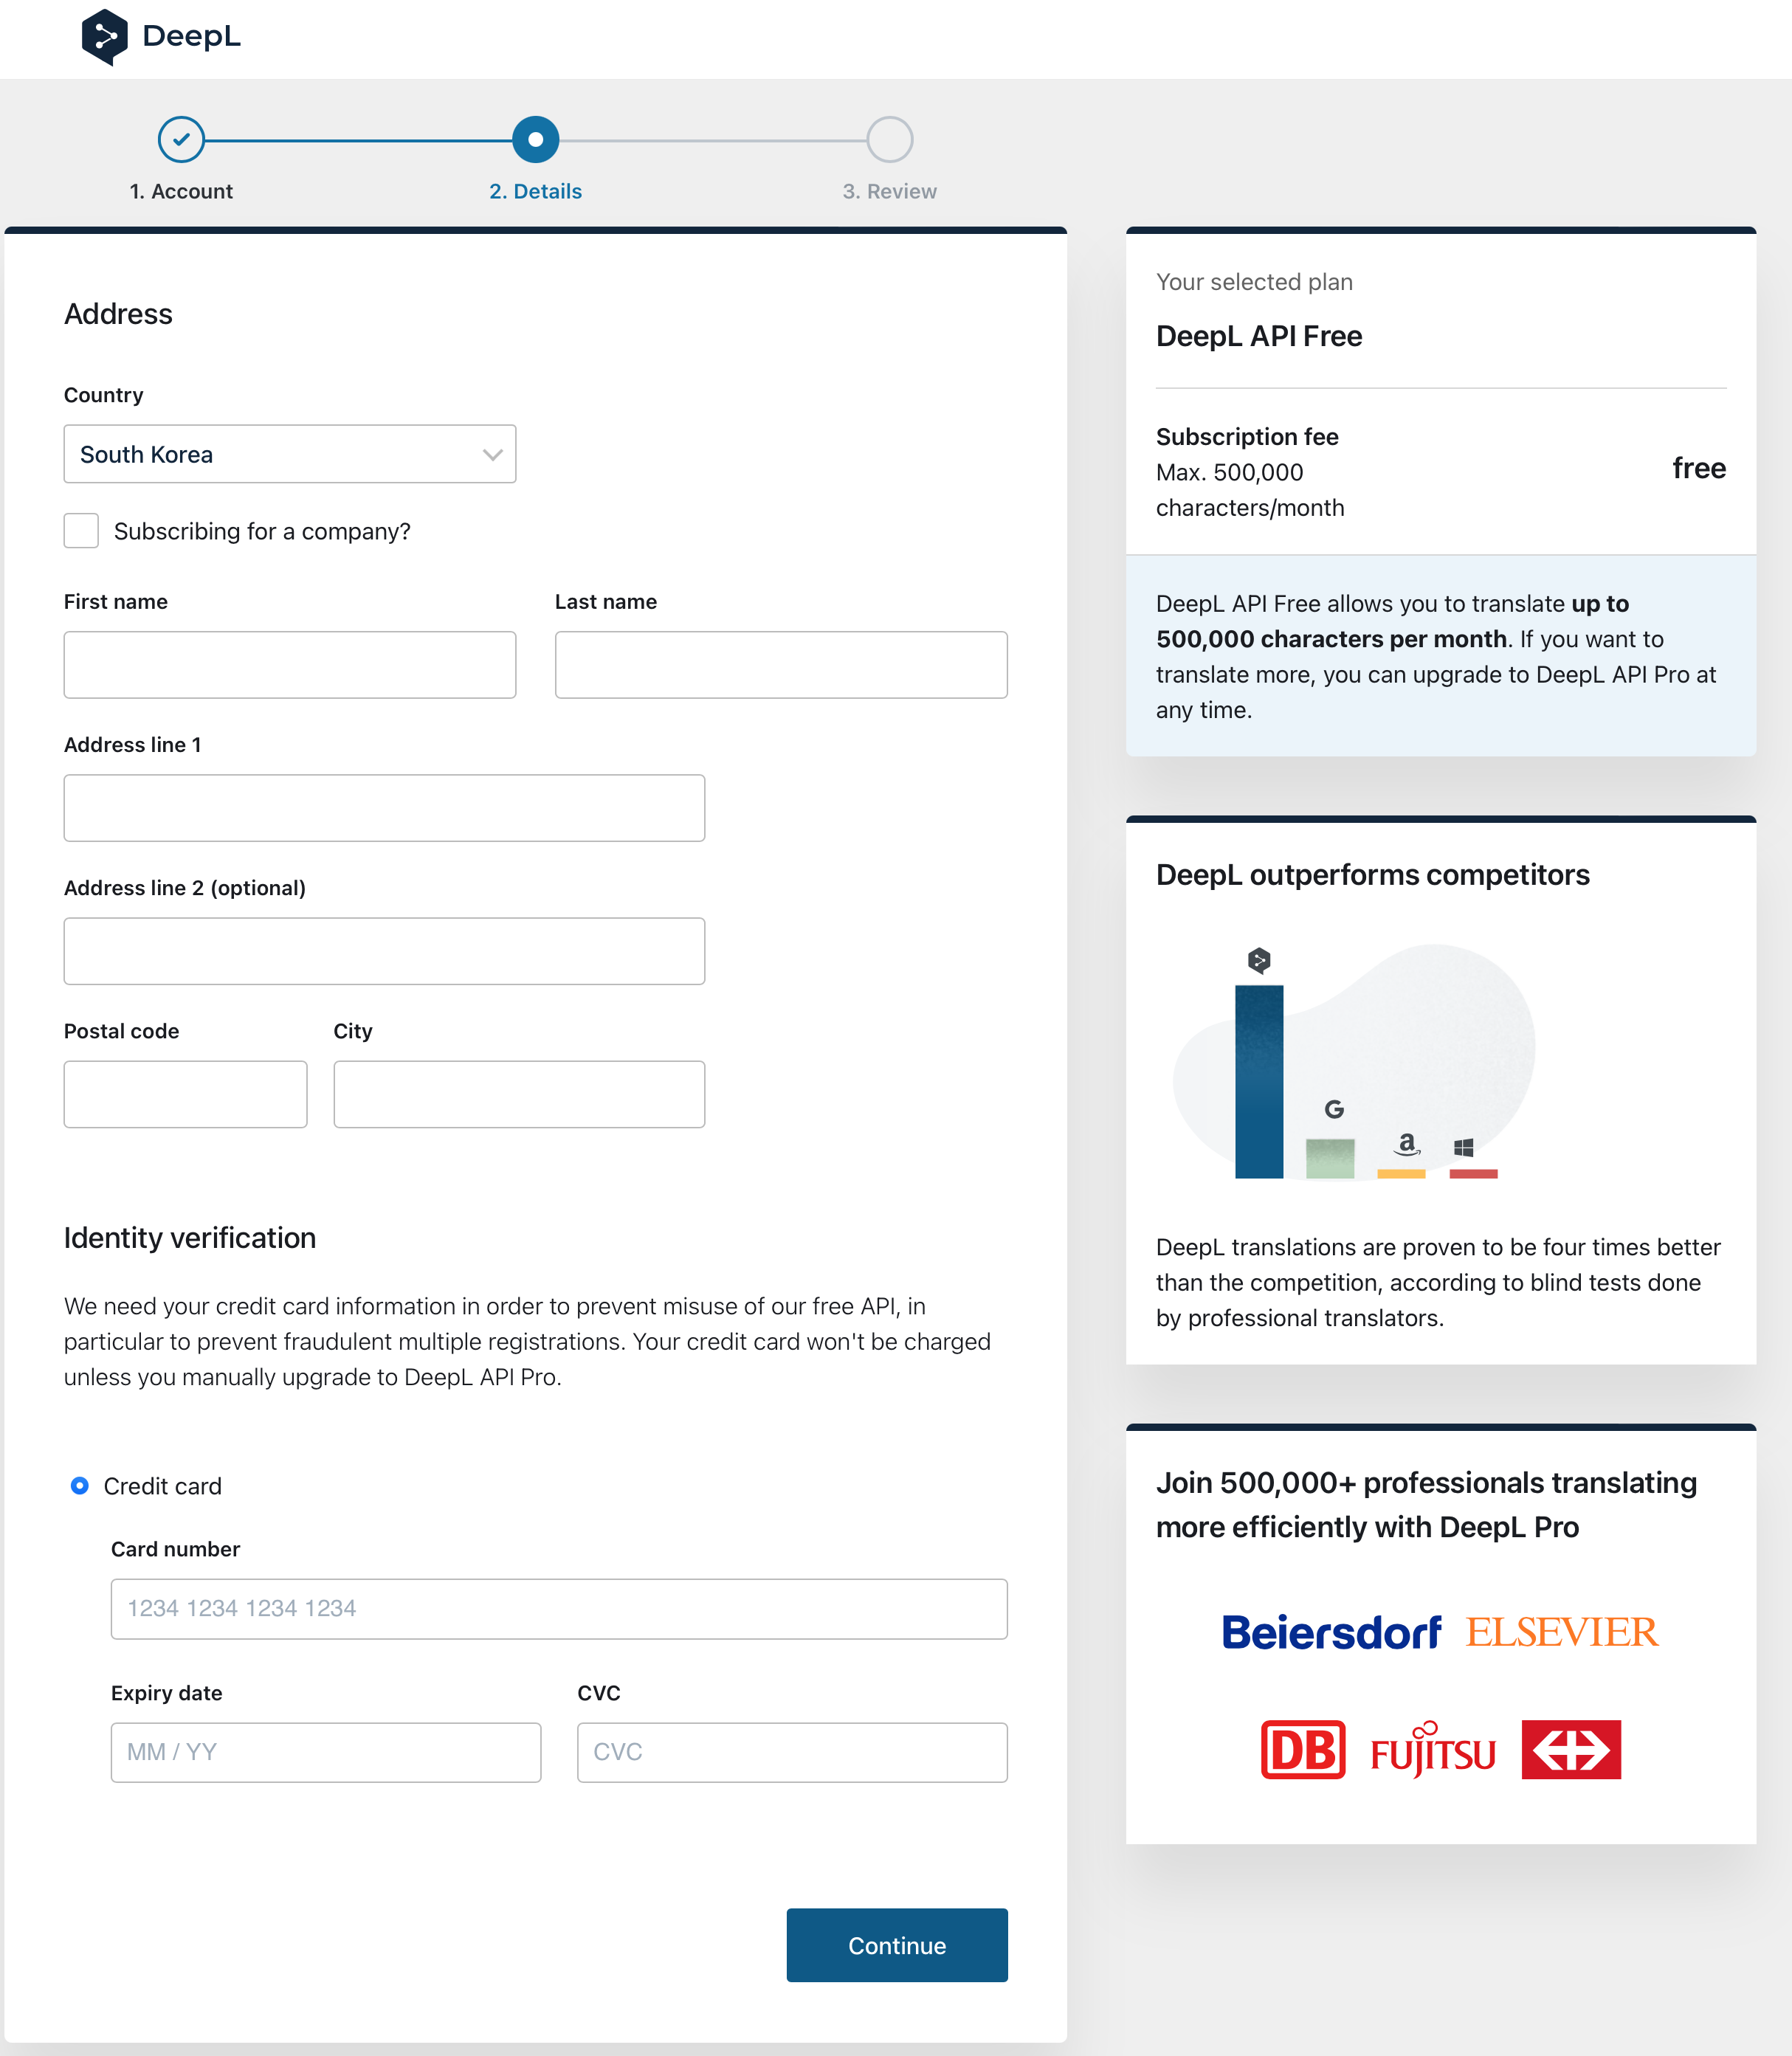 DeepL
1. Account
2. Details
3. Review
Address
Country
South Korea
Subscribing for a company?
First name
Last name
Address line 1
Address line 2 (optional)
Postal code
City
Identity verification
We need your credit card information in order to prevent misuse of our free API, in
particular to prevent fraudulent multiple registrations. Your credit card won't be charged
unless you manually upgrade to DeepL API Pro.
Credit card
Card number
1234 1234 1234 1234
Expiry date
CVC
MM / YY
CVC
Continue
Your selected plan
DeepL API Free
Subscription fee
Max. 500,000
characters/month
free
DeepL API Free allows you to translate up to
500,000 characters per month. If you want to
translate more, you can upgrade to DeepL API Pro at
any time.
DeepL outperforms competitors
G
a
DeepL translations are proven to be four times better
than the competition, according to blind tests done
by professional translators.
Join 500,000+ professionals translating
more efficiently with DeepL Pro
Beiersdorf
ELSEVIER
DB
FUJITSU